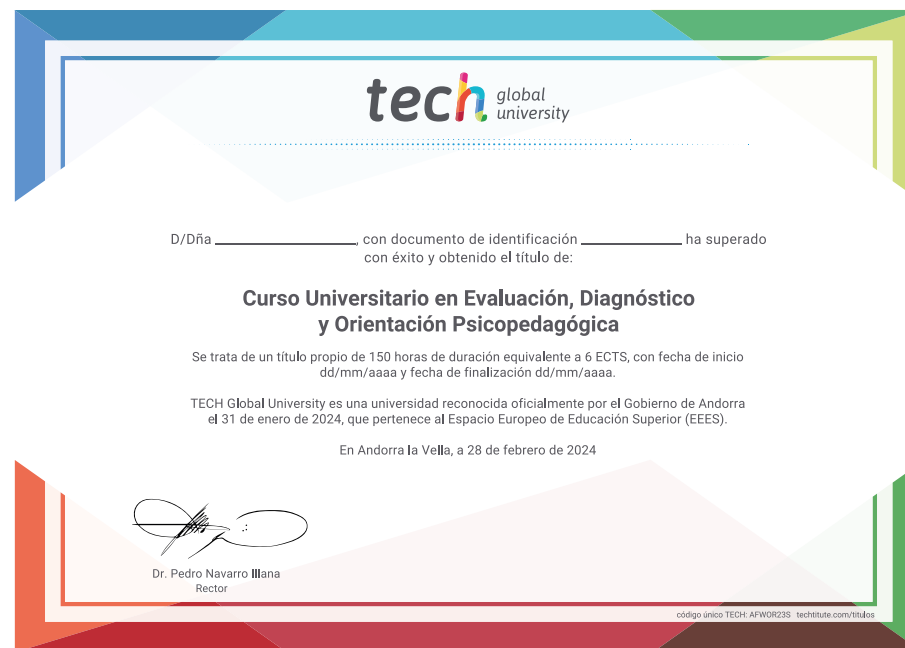 tech global university
D/Dña ________________, con documento de identificación ____________ ha superado
con éxito y obtenido el título de:
Curso Universitario en Evaluación, Diagnóstico
y Orientación Psicopedagógica
Se trata de un título propio de 150 horas de duración equivalente a 6 ECTS, con fecha de inicio
dd/mm/aaaa y fecha de finalización dd/mm/aaaa.
TECH Global University es una universidad reconocida oficialmente por el Gobierno de Andorra
el 31 de enero de 2024, que pertenece al Espacio Europeo de Educación Superior (EEES).
En Andorra la Vella, a 28 de febrero de 2024
Dr. Pedro Navarro Illana
Rector
código único TECH: AFWOR23S techtitute.com/titulos